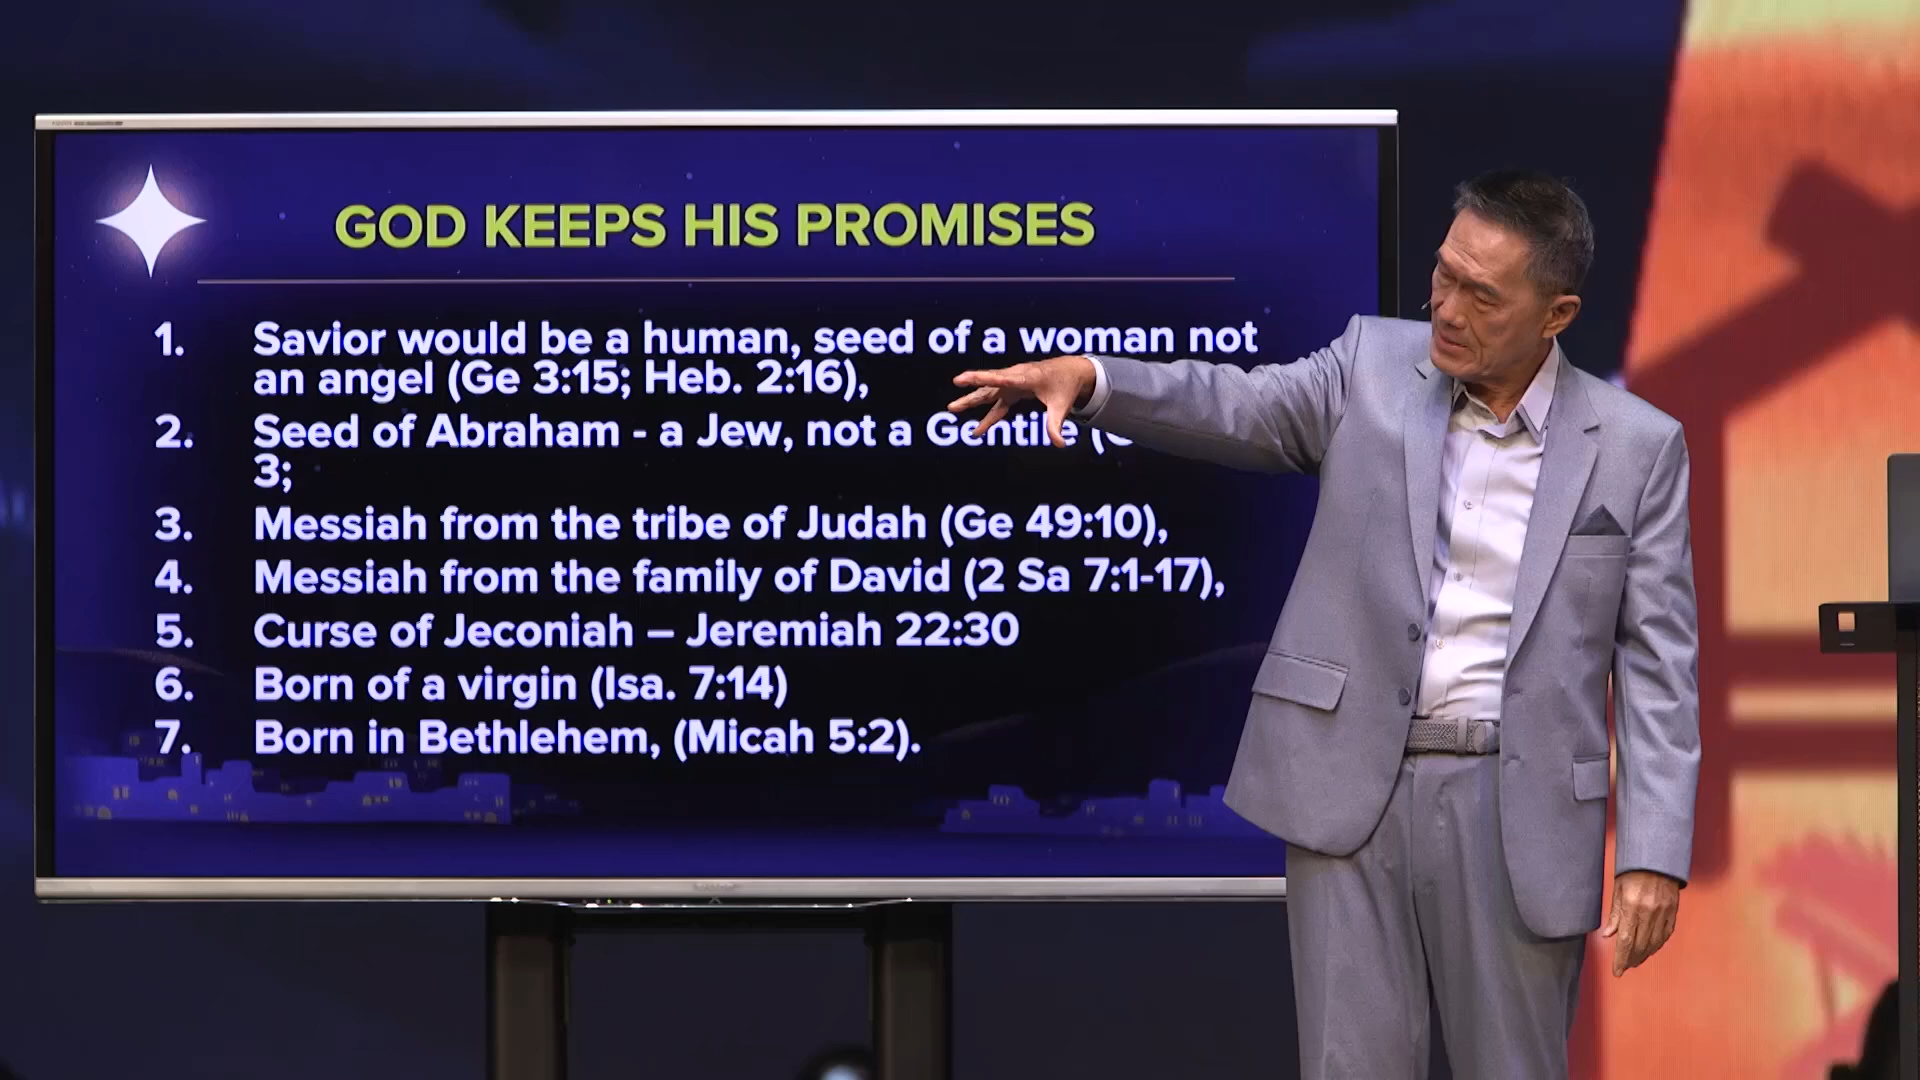 GOD KEEPS HIS PROMISES
1. Savior would be a human, seed of a woman not
an angel (Ge 3:15; Heb. 2:16),
2. Seed of Abraham - a Jew, not a Gentile
3;
3. Messiah from the tribe of Judah (Ge 49:10),
4. Messiah from the family of David (2 Sa 7:1-17),
5. Curse of Jeconiah – Jeremiah 22:30
6. Born of a virgin (Isa. 7:14)
7. Born in Bethlehem, (Micah 5:2).